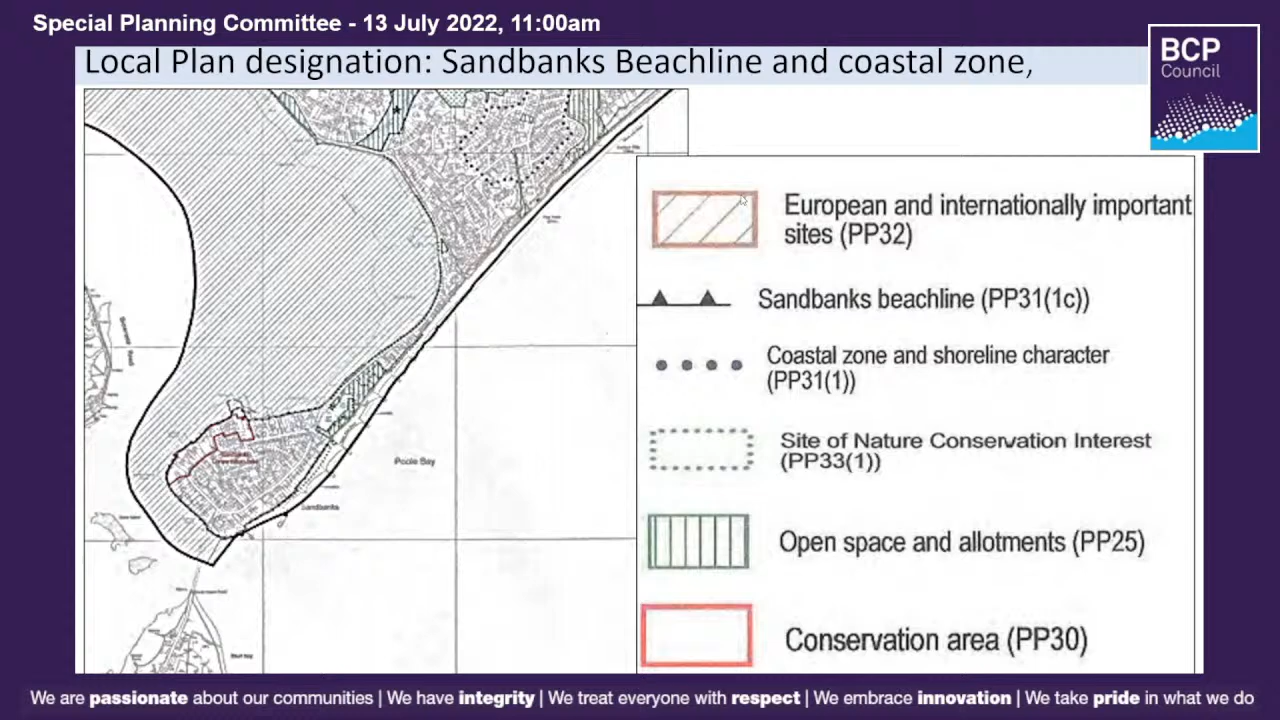 Special Planning Committee - 13 July 2022, 11:00am
BCP
Council
Local Plan designation: Sandbanks Beachline and coastal zone,
European and internationally important
sites (PP32)
Sandbanks beachline (PP31(1c))
Coastal zone and shoreline character
(PP31(1))
Site of Nature Conservation Interest
(PP33(1))
Open space and allotments (PP25)
Conservation area (PP30)
Poole Bay
Sandbanks
We are passionate about our communities | We have integrity | We treat everyone with respect | We embrace innovation | We take pride in what we do